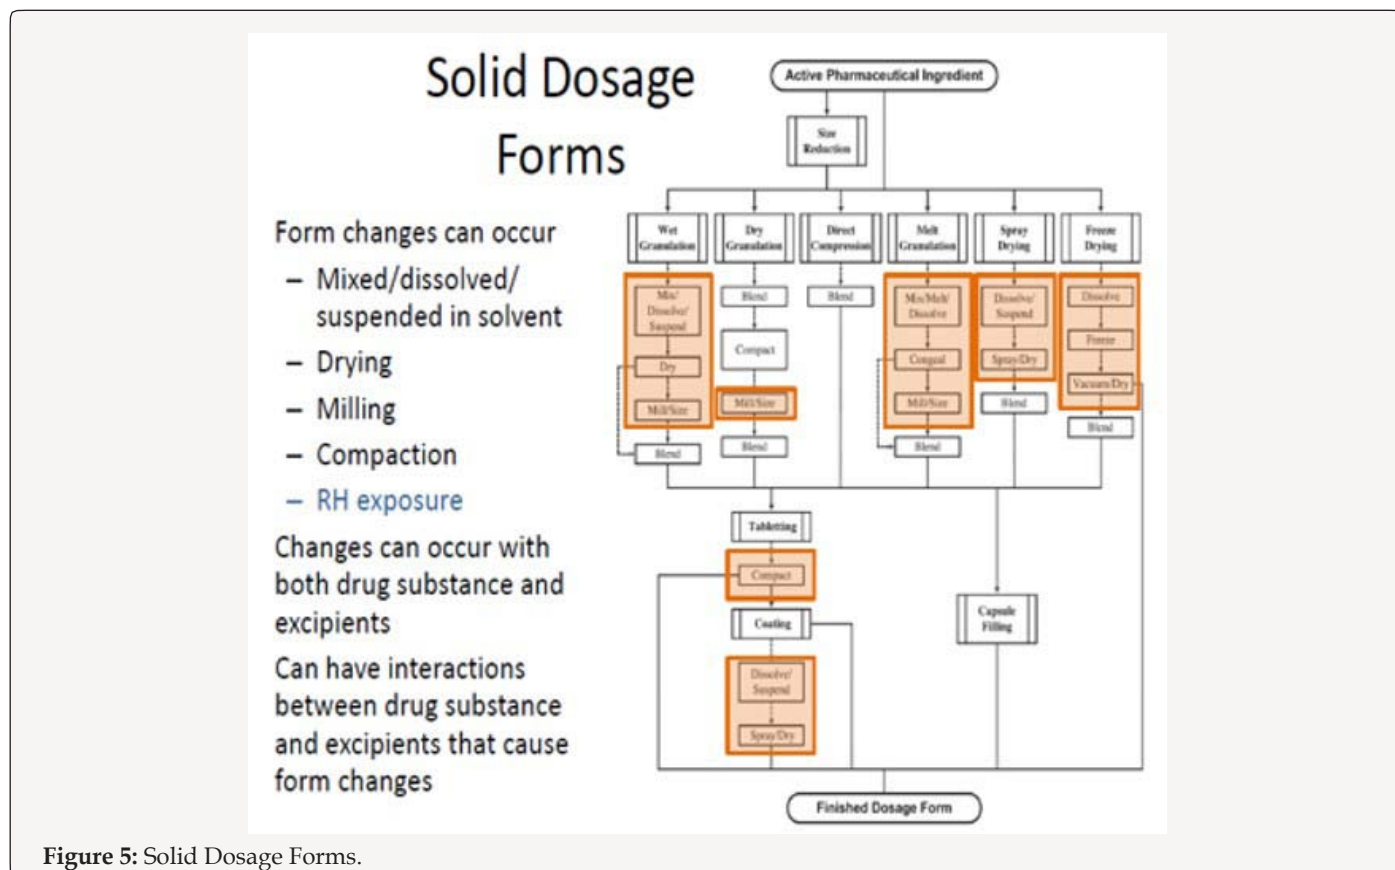 Solid Dosage
Forms
Form changes can occur
– Mixed/dissolved/
suspended in solvent
– Drying
– Milling
– Compaction
– RH exposure
Changes can occur with
both drug substance and
excipients
Can have interactions
between drug substance
and excipients that cause
form changes
Active Pharmaceutical Ingredient
Size
Reduction
Wet
Granulation
Dry
Granulation
Direct
Compression
Melt
Granulation
Spray
Drying
Freeze
Drying
Mix/
Dissolve/
Suspend
Dry
Mill/Size
Blend
Blend
Compact
Mill/Size
Blend
Blend
Mix/Melt/
Dissolve
Congeal
Mill/Size
Blend
Dissolve/
Suspend
Spray/Dry
Blend
Dissolve
Freeze
Vacuum/Dry
Blend
Tabletting
Compact
Coating
Dissolve/
Suspend
Spray/Dry
Capsule
Filling
Finished Dosage Form
Figure 5: Solid Dosage Forms.